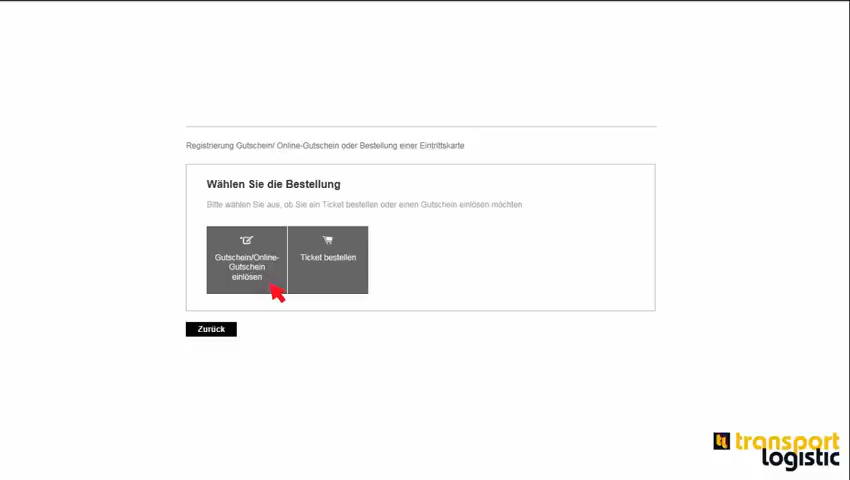 Registrierung Gutschein/ Online-Gutschein oder Bestellung einer Eintrittskarte
Wählen Sie die Bestellung
Bitte wählen Sie aus, ob Sie ein Ticket bestellen oder einen Gutschein einlösen möchten
Gutschein/Online-
Gutschein
einlösen
Ticket bestellen
Zurück
transport
logistic